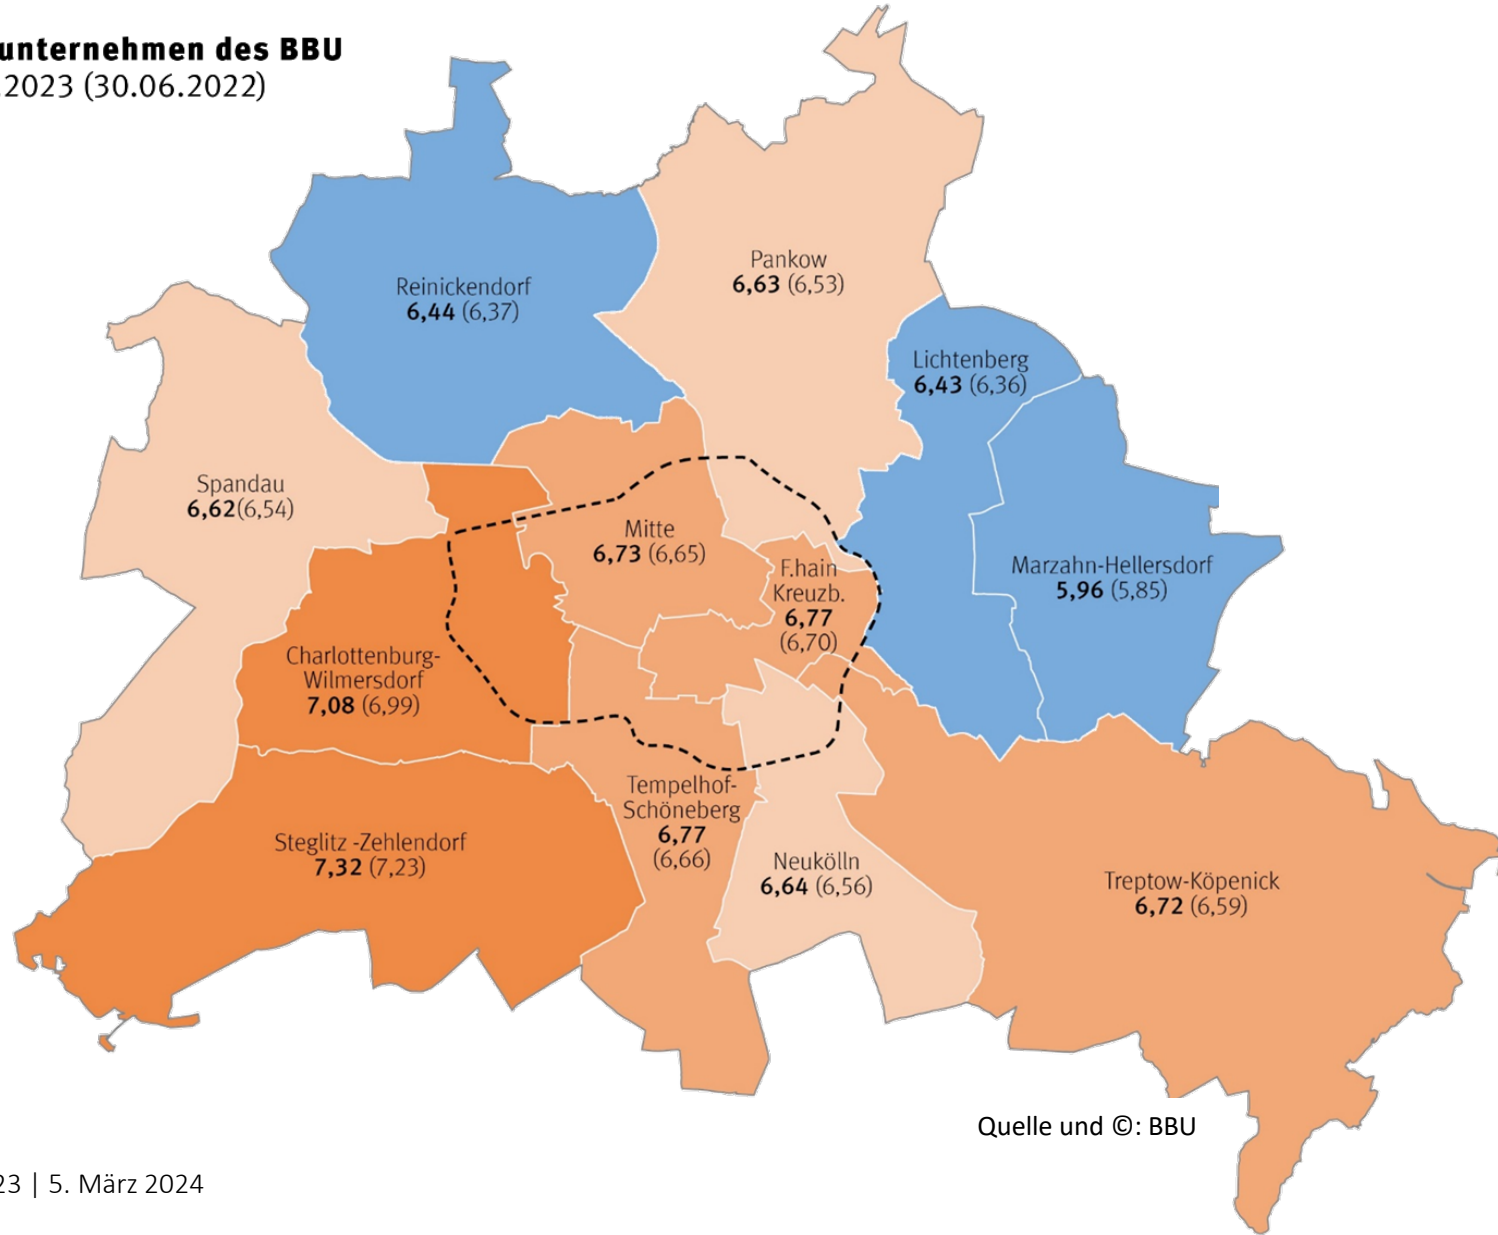 unternehmen des BBU
.2023 (30.06.2022)
Pankow
6,63 (6,53)
Reinickendorf
6,44 (6,37)
Lichtenberg
6,43 (6,36)
Spandau
6,62(6,54)
Mitte
6,73 (6,65)
F.hain
Kreuzb.
6,77
(6,70)
Marzahn-Hellersdorf
5,96 (5,85)
Charlottenburg-
Wilmersdorf
7,08 (6,99)
Tempelhof-
Schöneberg
6,77
(6,66)
Steglitz -Zehlendorf
7,32 (7,23)
Neukölln
6,64 (6,56)
Treptow-Köpenick
6,72 (6,59)
Quelle und ©: BBU
23 | 5. März 2024